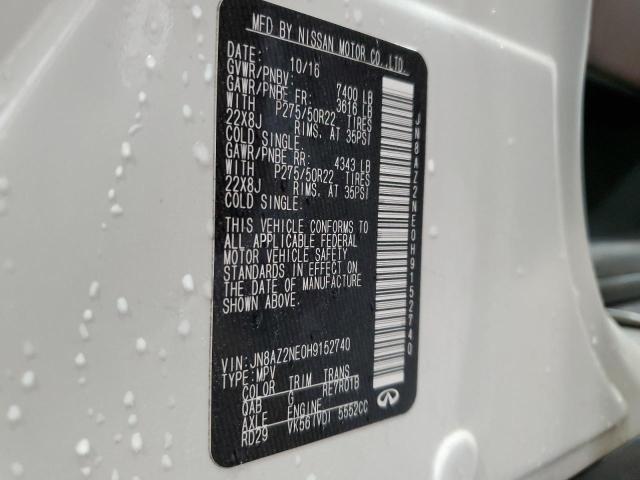 MFD BY NISSAN MOTOR CO.,LTD.
DATE: 10/16
GVWR/PNBV: 7400 LB
GAWR/PNBE FR: 3616 LB
WITH P275/50R22 TIRES
22X8J RIMS, AT 35PSI
COLD SINGLE.
GAWR/PNBE RR: 4343 LB
WITH P275/50R22 TIRES
22X8J RIMS, AT 35PSI
COLD SINGLE.
THIS VEHICLE CONFORMS TO
ALL APPLICABLE FEDERAL
MOTOR VEHICLE SAFETY
STANDARDS IN EFFECT ON
THE DATE OF MANUFACTURE
SHOWN ABOVE.
VIN: JN8AZ2NE0H9152740
TYPE: MPV
COLOR TRIM TRANS
QAB G RE7R01B
AXLE ENGINE
RD29 VK56(VD) 5552CC
JN8AZ2NE0H9152740